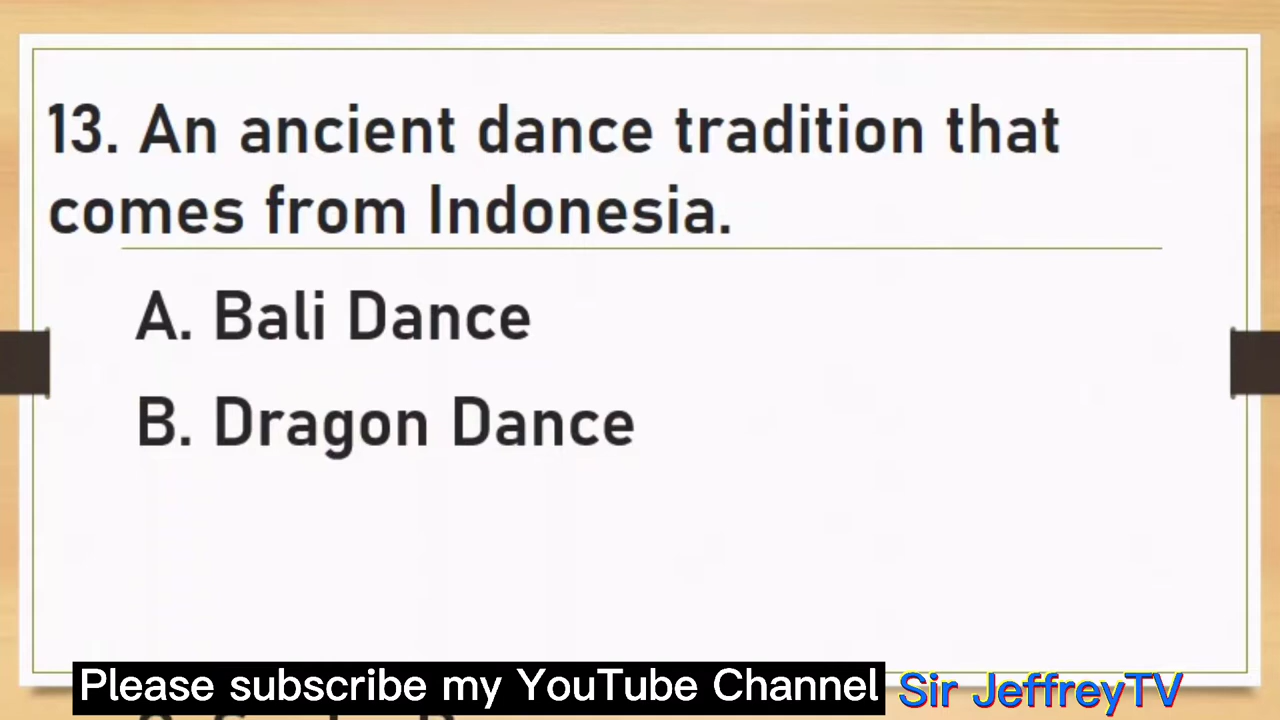 13. An ancient dance tradition that
comes from Indonesia.
A. Bali Dance
B. Dragon Dance
Please subscribe my YouTube Channel Sir JeffreyTV